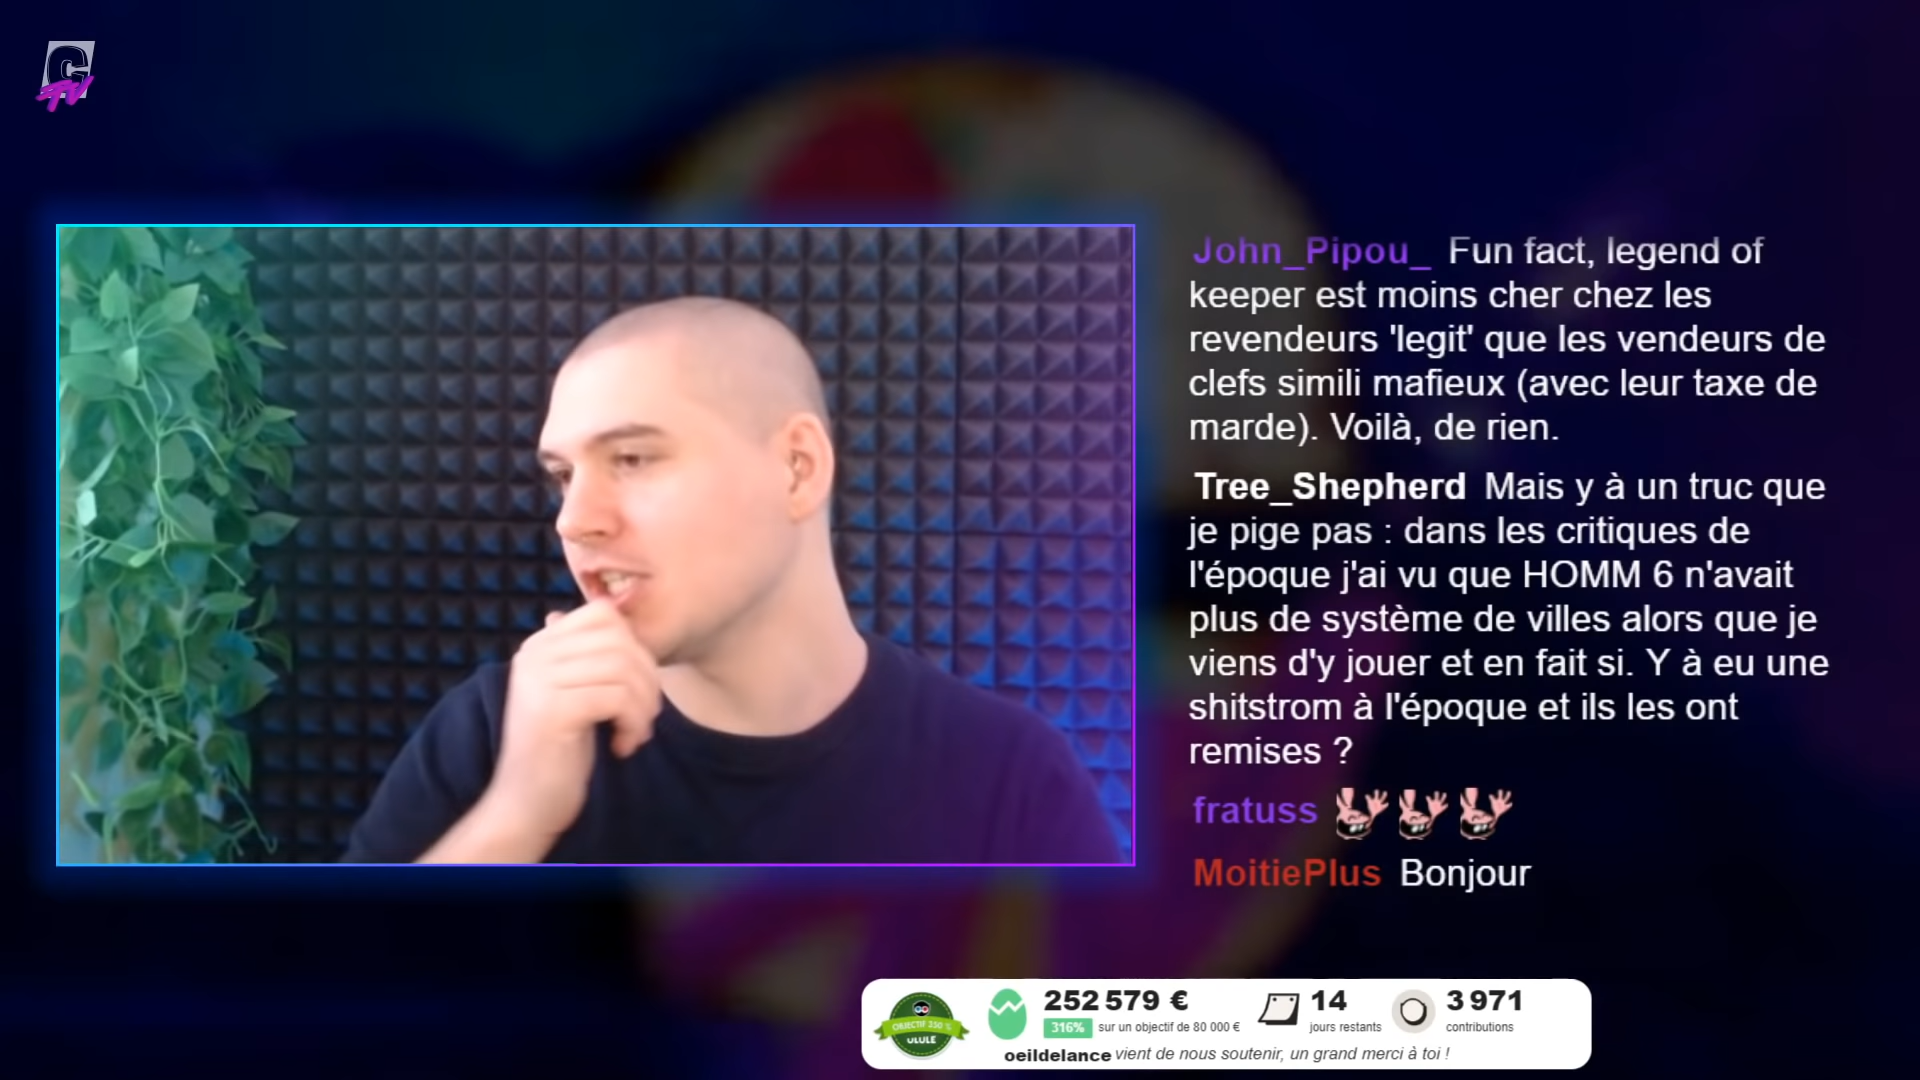 C
TV
John_Pipou_ Fun fact, legend of
keeper est moins cher chez les
revendeurs 'legit' que les vendeurs de
clefs simili mafieux (avec leur taxe de
marde). Voilà, de rien.
Tree_Shepherd Mais y à un truc que
je pige pas : dans les critiques de
l'époque j'ai vu que HOMM 6 n'avait
plus de système de villes alors que je
viens d'y jouer et en fait si. Y à eu une
shitstrom à l'époque et ils les ont
remises ?
fratuss
MoitiePlus Bonjour
OBJECTIF 350 %
ULULE
252 579 € 14 3 971
316% sur un objectif de 80 000 € jours restants contributions
oeildelance vient de nous soutenir, un grand merci à toi !